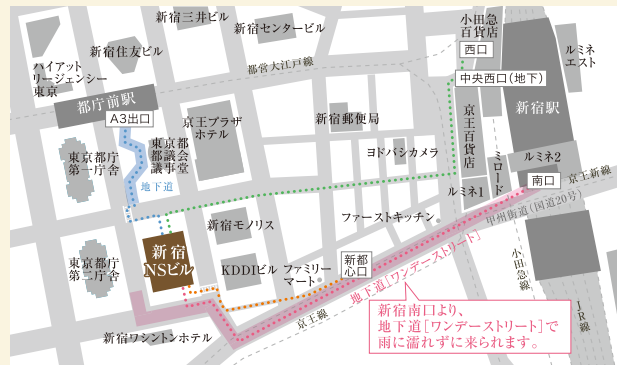 新宿三井ビル
新宿センタービル
小田急
百貨店
西口
ルミネ
エスト
新宿住友ビル
ハイアット
リージェンシー
東京
都営大江戸線
中央西口(地下)
都庁前駅
A3出口
京王プラザ
ホテル
新宿郵便局
京王百貨店
新宿駅
東京都庁
第一庁舎
東京都
都議会
議事堂
ヨドバシカメラ
ミロード
ルミネ2
地下道
ルミネ1
南口
京王新線
新宿モノリス
ファーストキッチン
甲州街道(国道20号)
新宿
NSビル
東京都庁
第二庁舎
KDDIビル
ファミリー
マート
新都
心口
地下道[ワンデーストリート]
小田急線
京王線
JR線
新宿ワシントンホテル
新宿南口より、
地下道[ワンデーストリート]で
雨に濡れずに来られます。